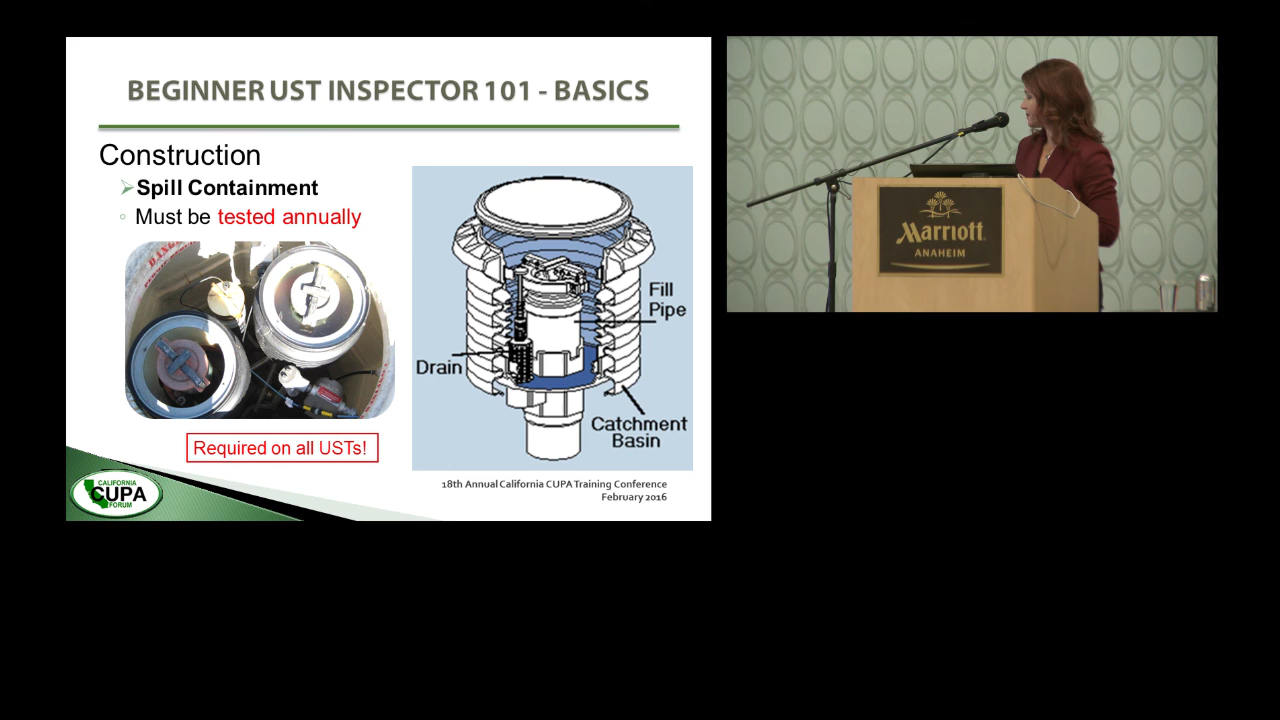 BEGINNER UST INSPECTOR 101 - BASICS
Construction
Spill Containment
Must be tested annually
DANGER
Required on all USTs!
Fill
Pipe
Drain
Catchment
Basin
18th Annual California CUPA Training Conference
February 2016
CALIFORNIA
CUPA
FORUM
Marriott
ANAHEIM